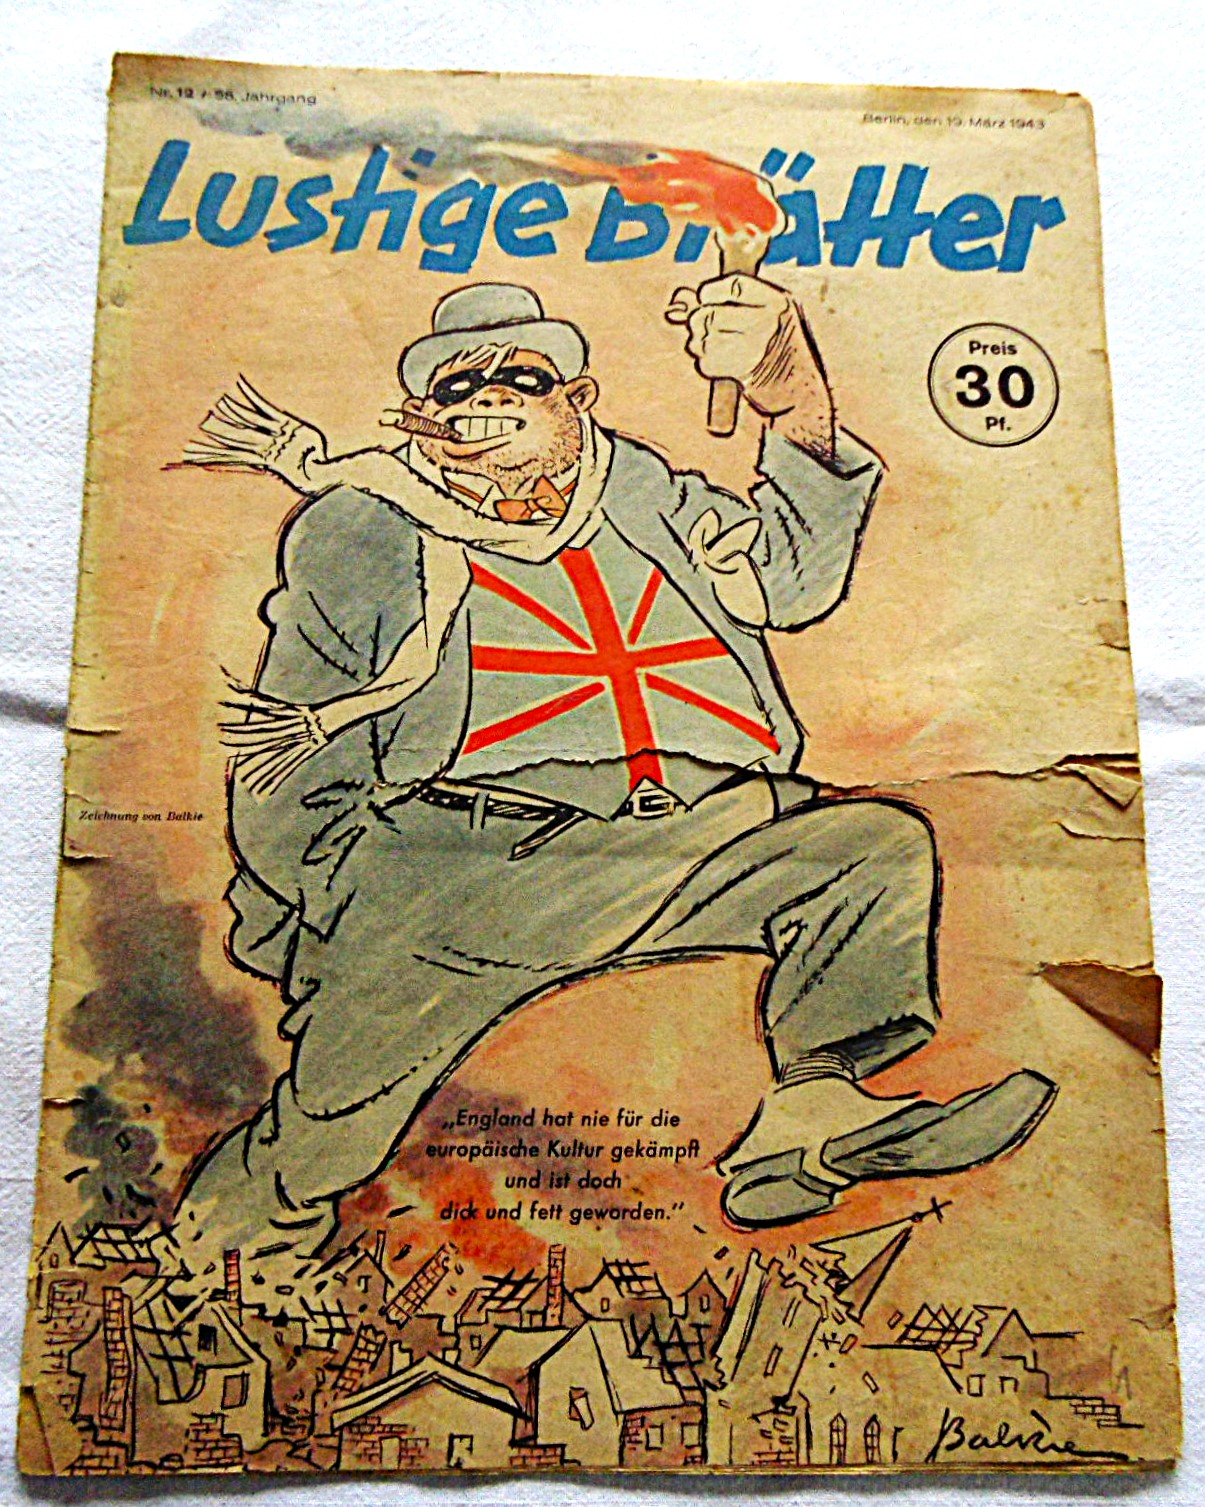 Nr. 12 / 58. Jahrgang
Berlin, den 19. März 1943
Lustige Blätter
Preis
30
Pf.
Zeichnung von Balkie
„England hat nie für die
europäische Kultur gekämpft
und ist doch
dick und fett geworden.”
Balkie